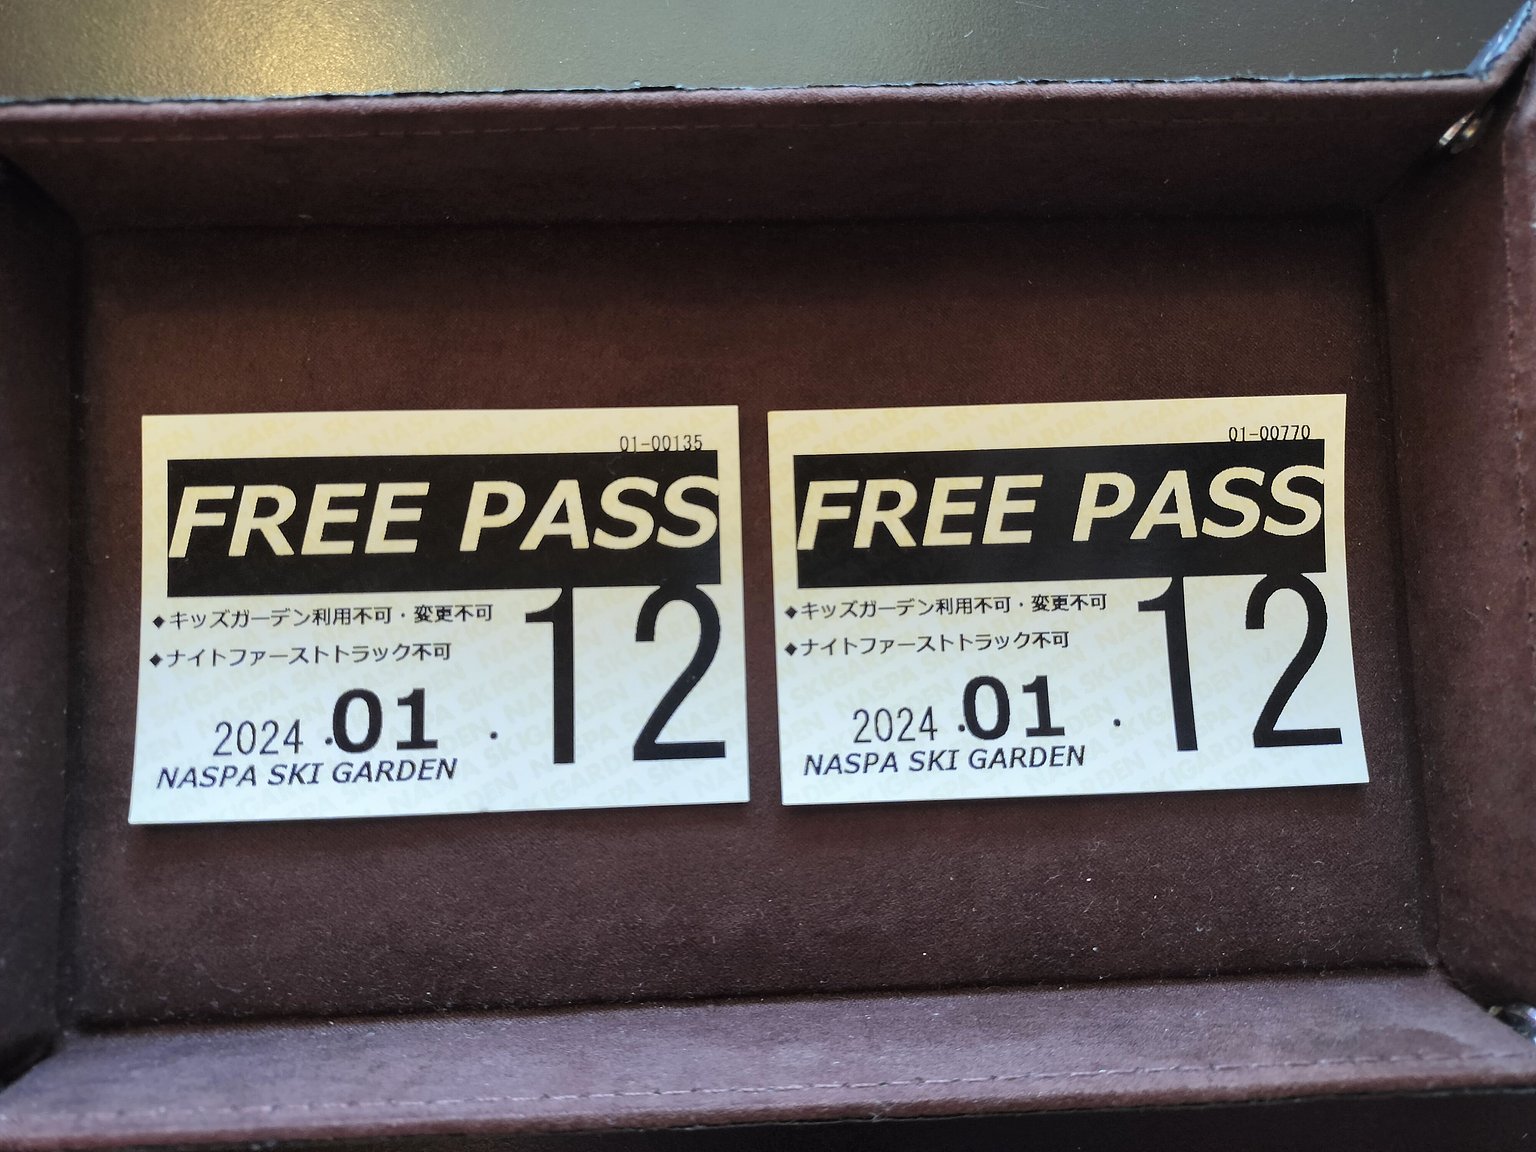 01-00135
FREE PASS
◆キッズガーデン利用不可・変更不可
◆ナイトファーストトラック不可
2024.01.12
NASPA SKI GARDEN
01-00770
FREE PASS
◆キッズガーデン利用不可・変更不可
◆ナイトファーストトラック不可
2024.01.12
NASPA SKI GARDEN